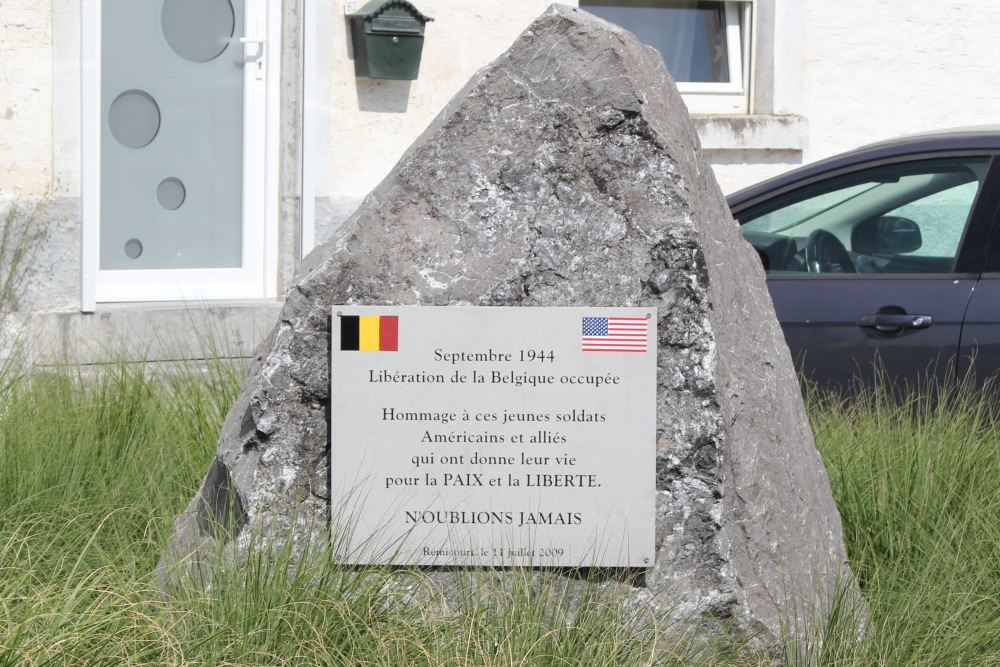 Septembre 1944
Libération de la Belgique occupée
Hommage à ces jeunes soldats
Américains et alliés
qui ont donne leur vie
pour la PAIX et la LIBERTE.
N'OUBLIONS JAMAIS
Remicourt, le 11 juillet 2009